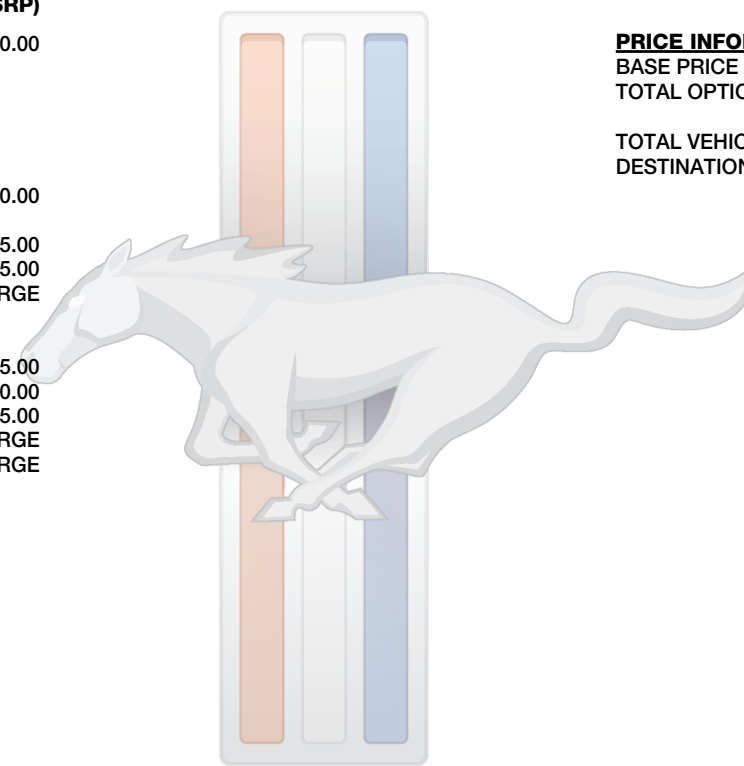 SRP)
0.00
0.00
5.00
5.00
RGE
5.00
0.00
5.00
RGE
RGE
PRICE INFO
BASE PRICE
TOTAL OPTIO
TOTAL VEHIC
DESTINATION